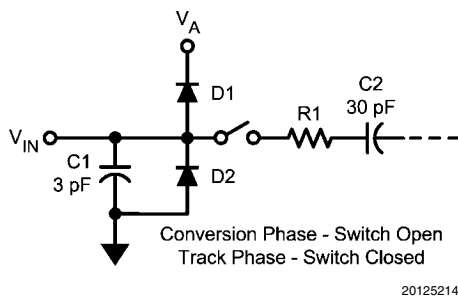 VA
D1
C2
R1
30 pF
VIN
C1
3 pF
D2
Conversion Phase - Switch Open
Track Phase - Switch Closed
20125214